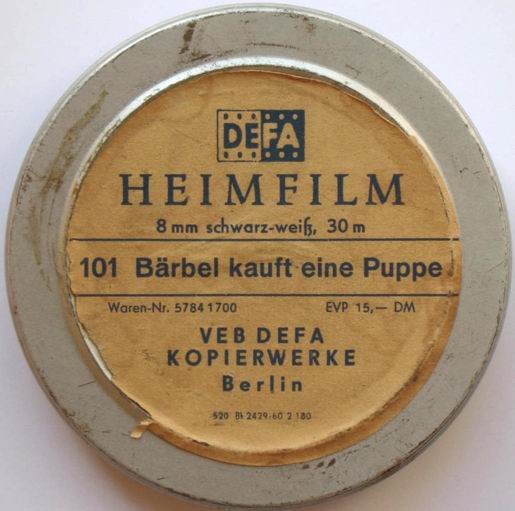 DEFA
HEIMFILM
8 mm schwarz-weiß, 30 m
101 Bärbel kauft eine Puppe
Waren-Nr. 5784 1700 EVP 15,— DM
VEB DEFA
KOPIERWERKE
Berlin
520 Bk 2429/60 2 180